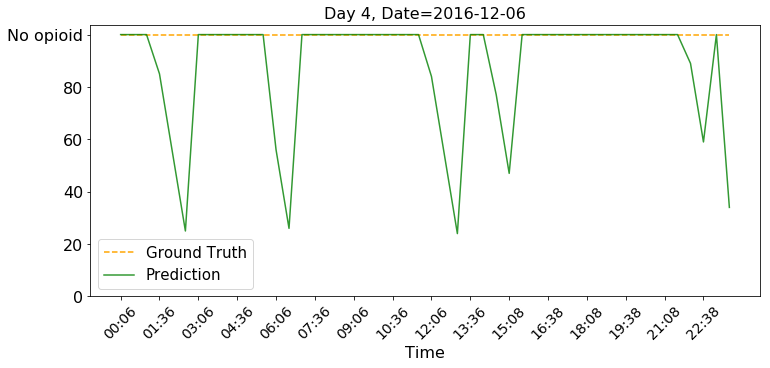 Day 4, Date=2016-12-06
No opioid
80
60
40
20
0
Ground Truth
Prediction
00:06 01:36 03:06 04:36 06:06 07:36 09:06 10:36 12:06 13:36 15:08 16:38 18:08 19:38 21:08 22:38
Time